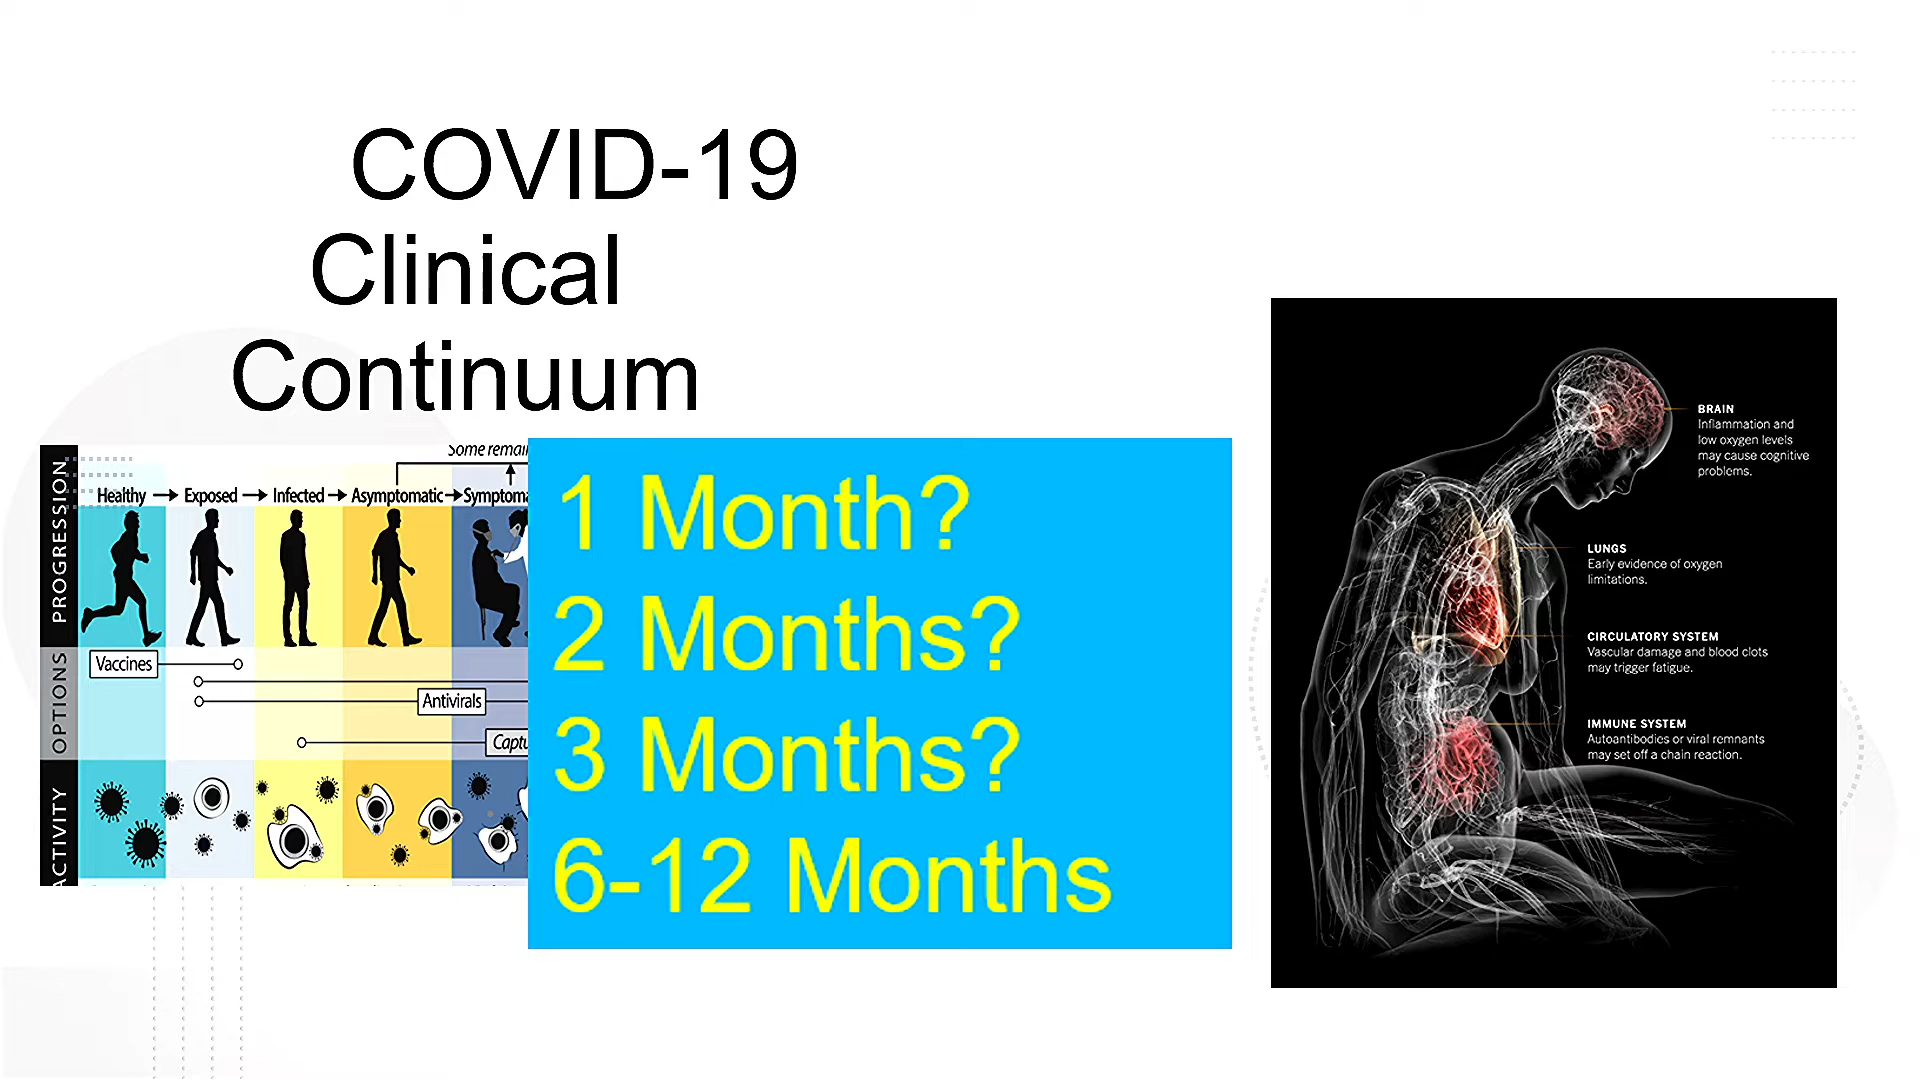 COVID-19
Clinical
Continuum
PROGRESSION
Some remain
Healthy Exposed Infected Asymptomatic Symptoma
OPTIONS
Vaccines
Antivirals
Captu
ACTIVITY
1 Month?
2 Months?
3 Months?
6-12 Months
BRAIN
Inflammation and
low oxygen levels
may cause cognitive
problems.
LUNGS
Early evidence of oxygen
limitations.
CIRCULATORY SYSTEM
Vascular damage and blood clots
may trigger fatigue.
IMMUNE SYSTEM
Autoantibodies or viral remnants
may set off a chain reaction.